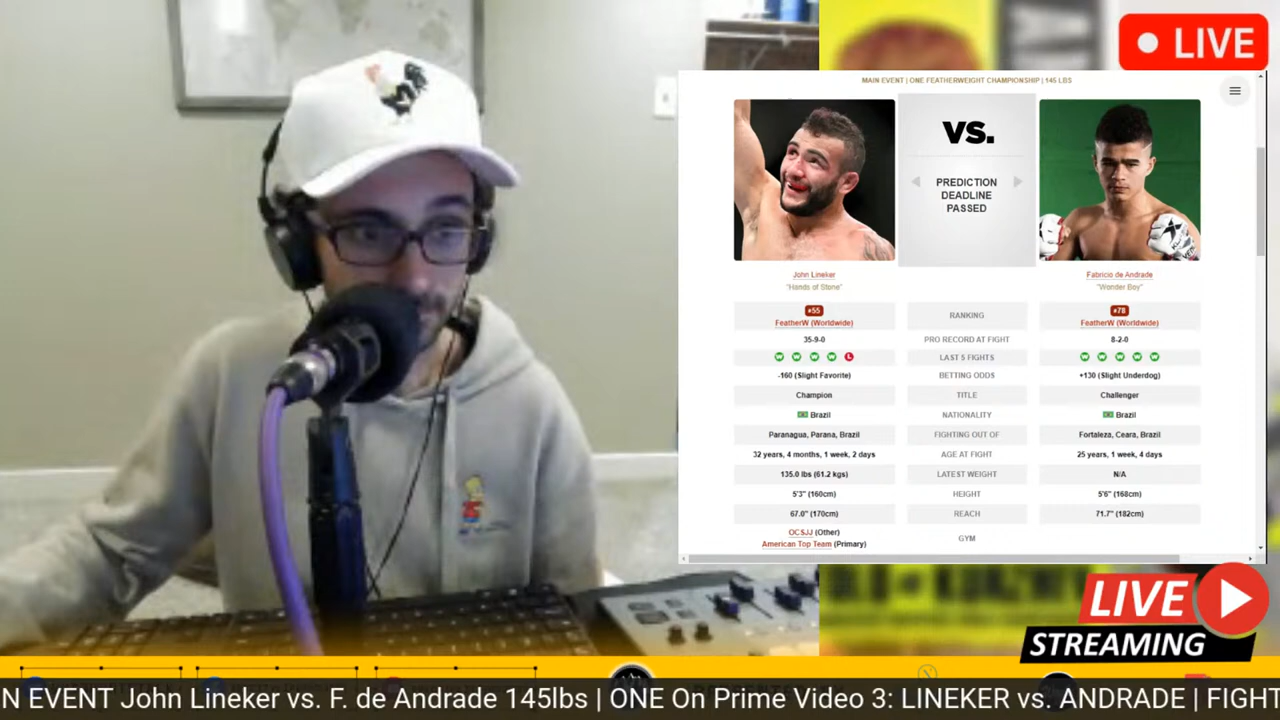 LIVE
MAIN EVENT | ONE FEATHERWEIGHT CHAMPIONSHIP | 145 LBS
VS.
PREDICTION
DEADLINE
PASSED
John Lineker
"Hands of Stone"
Fabricio de Andrade
"Wonder Boy"
#55
FeatherW (Worldwide)
RANKING
#78
FeatherW (Worldwide)
35-9-0
PRO RECORD AT FIGHT
8-2-0
W W W W L
LAST 5 FIGHTS
W W W W W
-160 (Slight Favorite)
BETTING ODDS
+130 (Slight Underdog)
Champion
TITLE
Challenger
Brazil
NATIONALITY
Brazil
Paranagua, Parana, Brazil
FIGHTING OUT OF
Fortaleza, Ceara, Brazil
32 years, 4 months, 1 week, 2 days
AGE AT FIGHT
25 years, 1 week, 4 days
135.0 lbs (61.2 kgs)
LATEST WEIGHT
N/A
5'3" (160cm)
HEIGHT
5'6" (168cm)
67.0" (170cm)
REACH
71.7" (182cm)
OCSJJ (Other)
American Top Team (Primary)
GYM
LIVE
STREAMING
N EVENT John Lineker vs. F. de Andrade 145lbs | ONE On Prime Video 3: LINEKER vs. ANDRADE | FIGHT